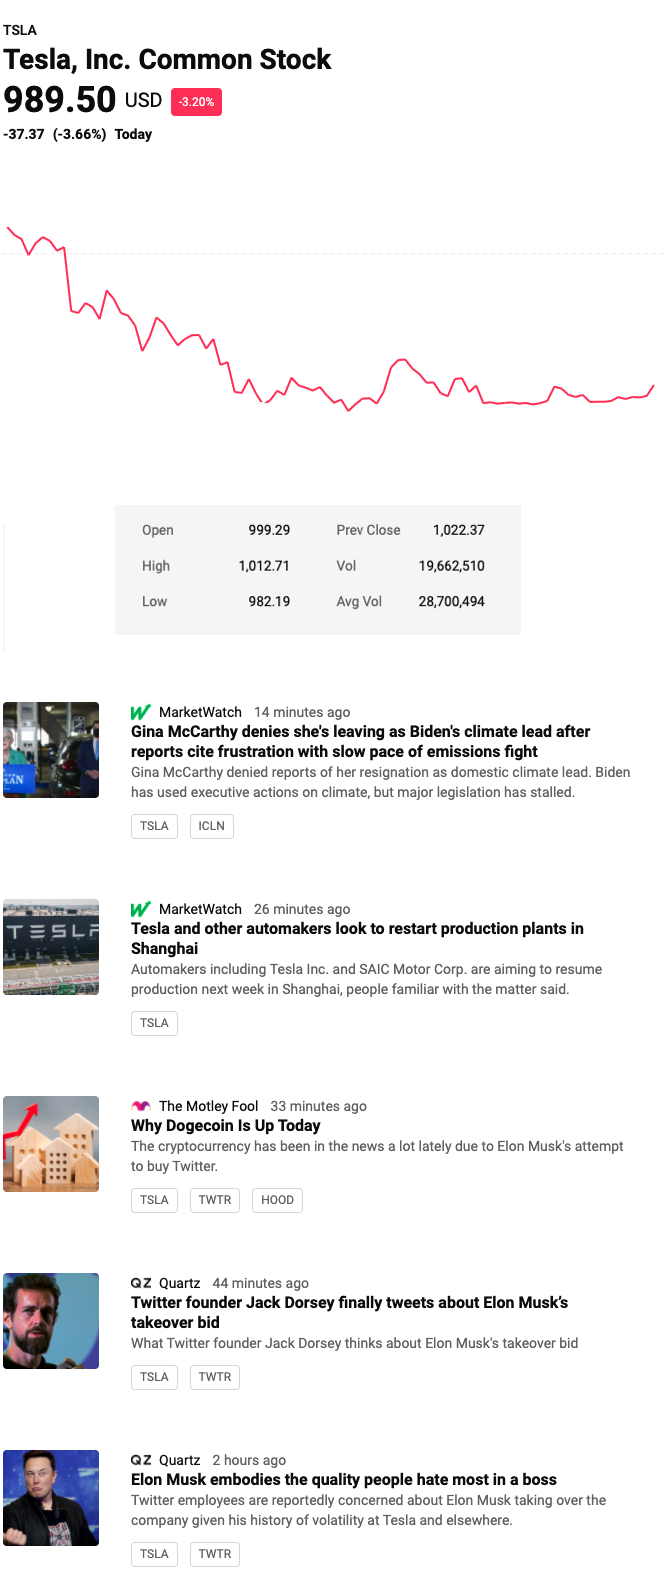 TSLA
Tesla, Inc. Common Stock
989.50 USD -3.20%
-37.37 (-3.66%) Today
Open 999.29 Prev Close 1,022.37
High 1,012.71 Vol 19,662,510
Low 982.19 Avg Vol 28,700,494
MarketWatch 14 minutes ago
Gina McCarthy denies she's leaving as Biden's climate lead after
reports cite frustration with slow pace of emissions fight
Gina McCarthy denied reports of her resignation as domestic climate lead. Biden
has used executive actions on climate, but major legislation has stalled.
TSLA ICLN
MarketWatch 26 minutes ago
Tesla and other automakers look to restart production plants in
Shanghai
Automakers including Tesla Inc. and SAIC Motor Corp. are aiming to resume
production next week in Shanghai, people familiar with the matter said.
TESLA
TSLA
The Motley Fool 33 minutes ago
Why Dogecoin Is Up Today
The cryptocurrency has been in the news a lot lately due to Elon Musk's attempt
to buy Twitter.
TSLA TWTR HOOD
QZ Quartz 44 minutes ago
Twitter founder Jack Dorsey finally tweets about Elon Musk’s
takeover bid
What Twitter founder Jack Dorsey thinks about Elon Musk's takeover bid
TSLA TWTR
QZ Quartz 2 hours ago
Elon Musk embodies the quality people hate most in a boss
Twitter employees are reportedly concerned about Elon Musk taking over the
company given his history of volatility at Tesla and elsewhere.
TSLA TWTR